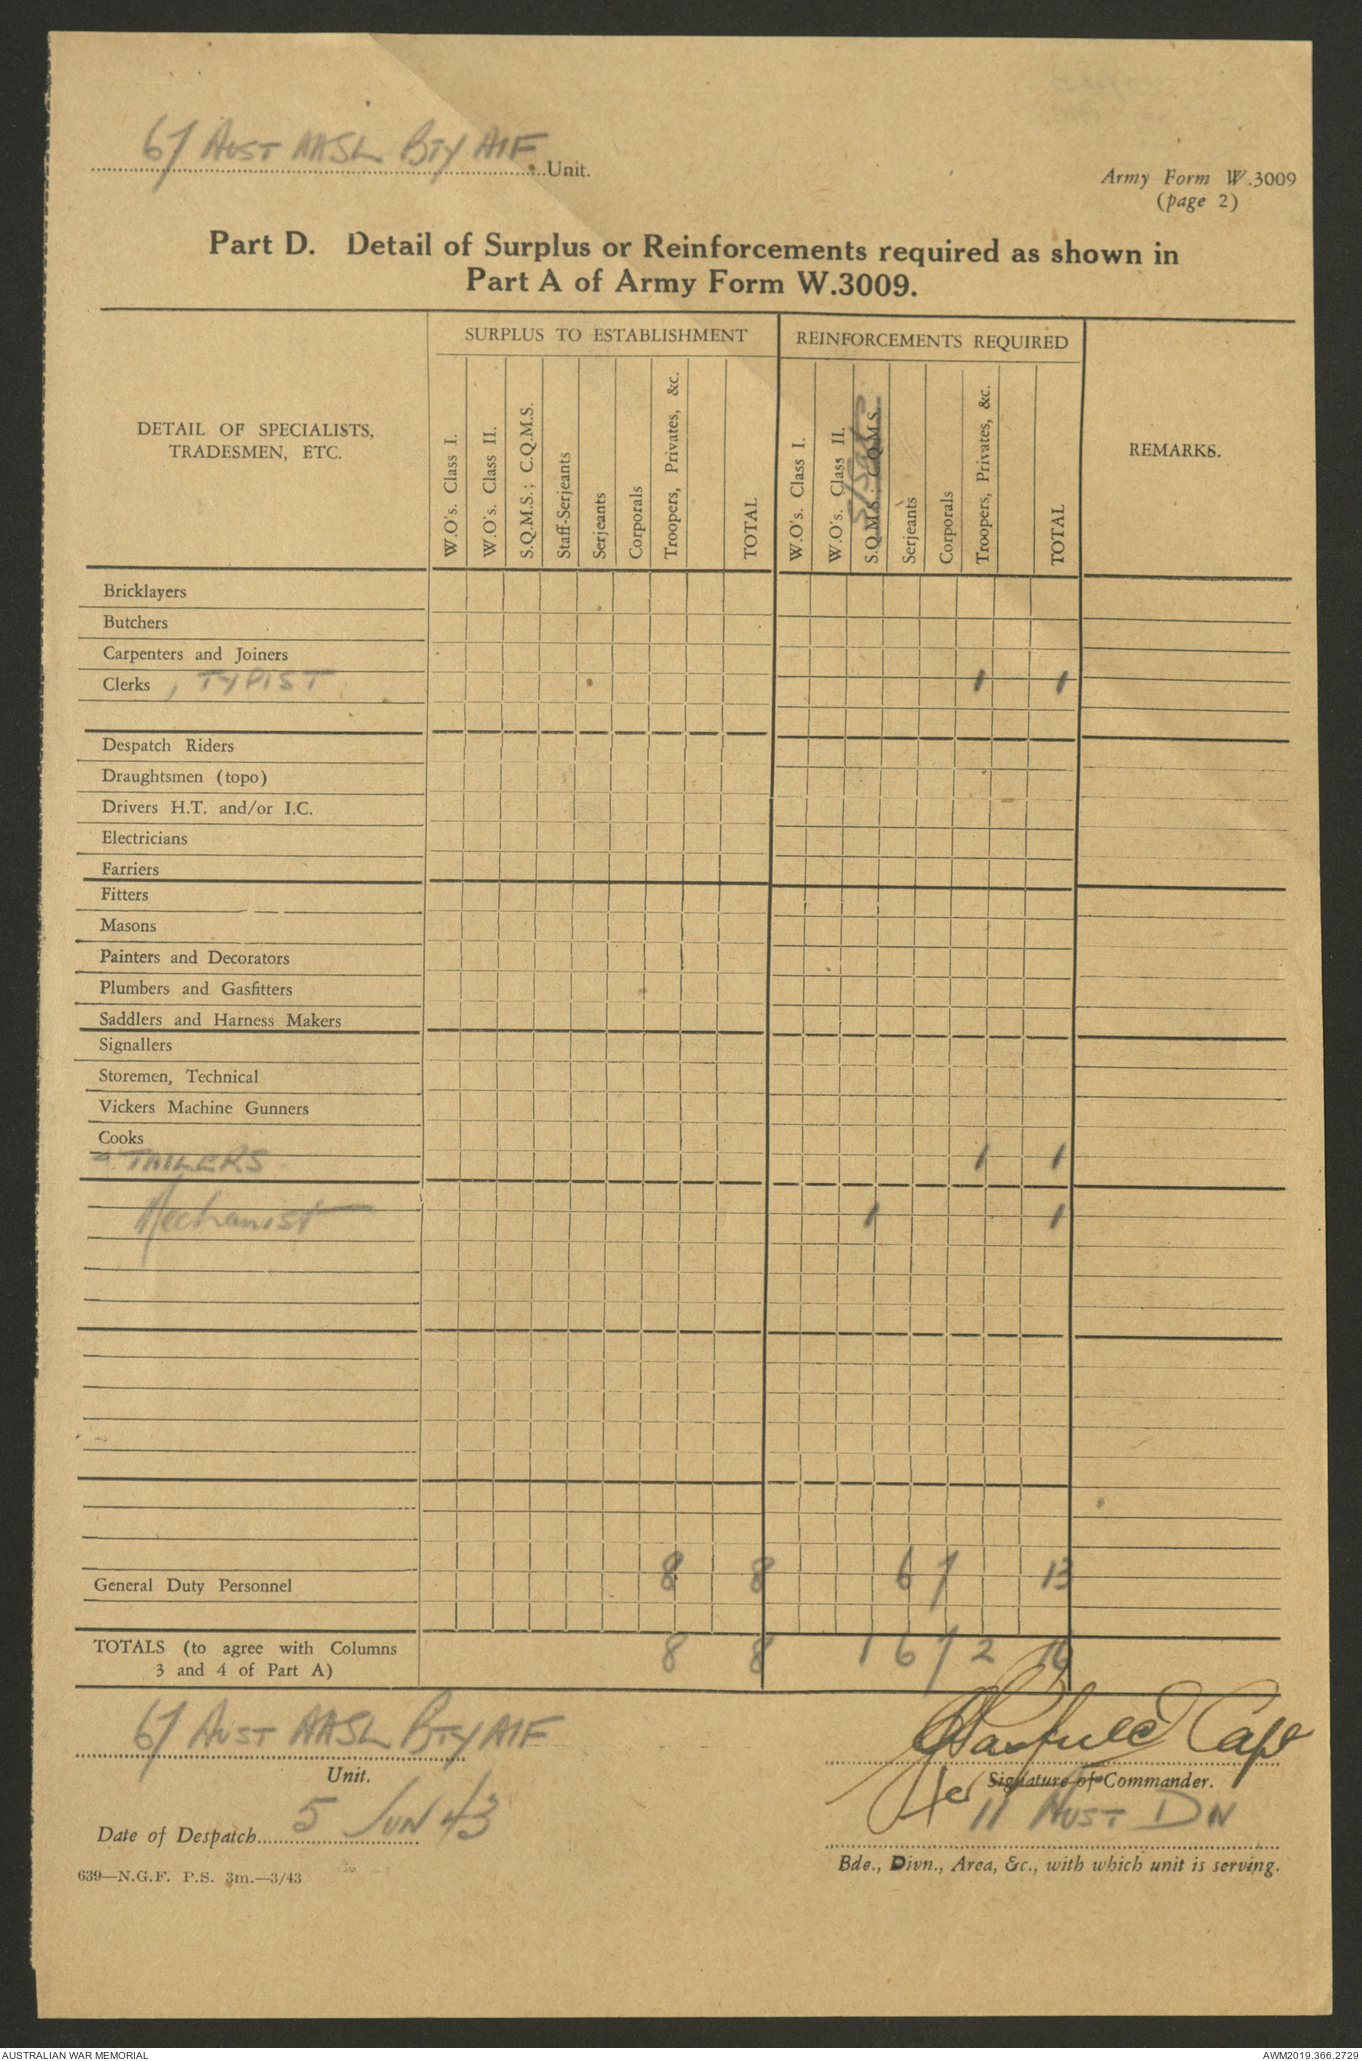 67 AUST AASL BTY AIF Unit.
Army Form W.3009
(page 2)
Part D. Detail of Surplus or Reinforcements required as shown in
Part A of Army Form W.3009.
DETAIL OF SPECIALISTS,
TRADESMEN, ETC.
SURPLUS TO ESTABLISHMENT
REINFORCEMENTS REQUIRED
REMARKS.
W.O's. Class I.
W.O's. Class II.
S.Q.M.S.; C.Q.M.S.
Staff-Serjeants
Serjeants
Corporals
Troopers, Privates, &c.
TOTAL
W.O's. Class I.
W.O's. Class II.
S.Q.M.S.; C.Q.M.S.
Serjeants
Corporals
Troopers, Privates, &c.
TOTAL
Bricklayers
Butchers
Carpenters and Joiners
Clerks , TYPIST 1 1
Despatch Riders
Draughtsmen (topo)
Drivers H.T. and/or I.C.
Electricians
Farriers
Fitters
Masons
Painters and Decorators
Plumbers and Gasfitters
Saddlers and Harness Makers
Signallers
Storemen, Technical
Vickers Machine Gunners
Cooks
TAILERS 1 1
Mechanist 1 1
General Duty Personnel 8 8 6 7 13
TOTALS (to agree with Columns
3 and 4 of Part A) 8 8 1 6 7 2 16
67 AUST AASL BTY AIF
Unit.
Capt
Signature of Commander.
Date of Despatch 5 JUN 43
11 AUST DN
Bde., Divn., Area, &c., with which unit is serving.
639—N.G.F. P.S. 3m.—3/43
AUSTRALIAN WAR MEMORIAL
AWM2019.366.2729